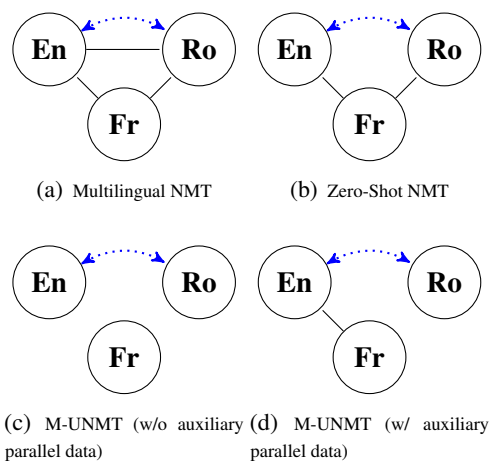 En Ro En Ro
Fr Fr
(a) Multilingual NMT (b) Zero-Shot NMT
En Ro En Ro
Fr Fr
(c) M-UNMT (w/o auxiliary
parallel data)
(d) M-UNMT (w/ auxiliary
parallel data)